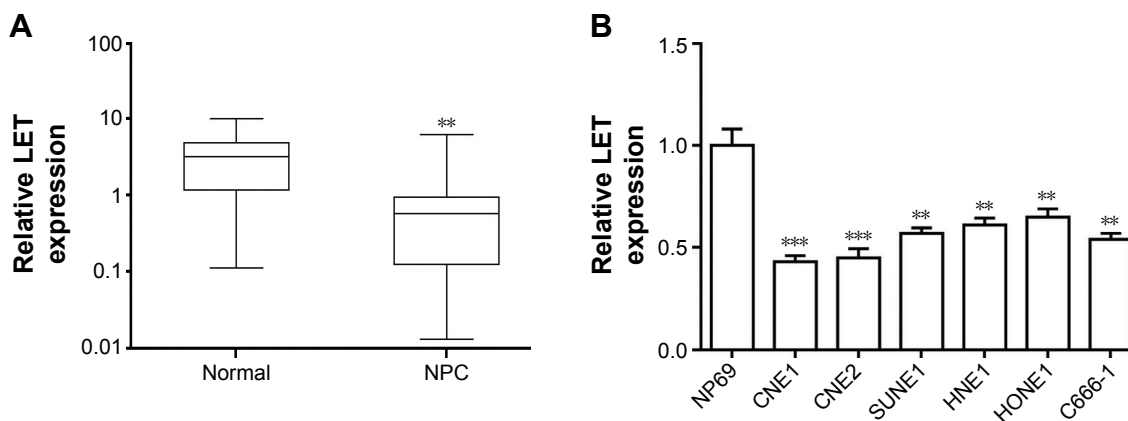 A
Relative LET
expression
100
10
1
0.1
0.01
**
Normal
NPC
B
Relative LET
expression
1.5
1.0
0.5
0.0
***
***
**
**
**
**
NP69
CNE1
CNE2
SUNE1
HNE1
HONE1
C666-1